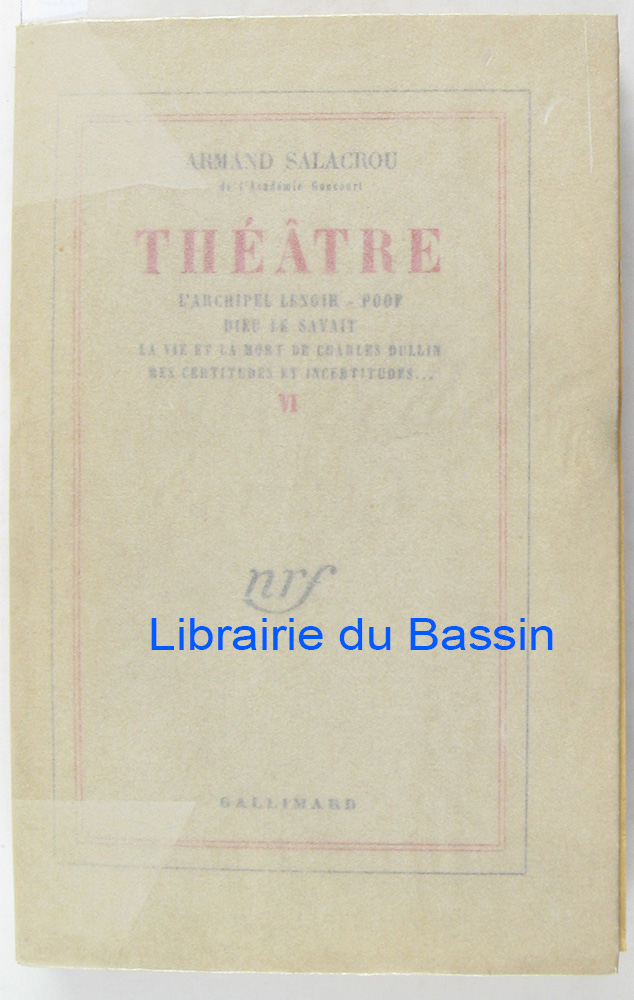 ARMAND SALACROU
de l'Académie Goncourt
THÉÂTRE
L'ARCHIPEL LENOIR - POOF
DIEU LE SAVAIT
LA VIE ET LA MORT DE CHARLES DULLIN
MES CERTITUDES ET INCERTITUDES...
VI
nrf
Librairie du Bassin
GALLIMARD